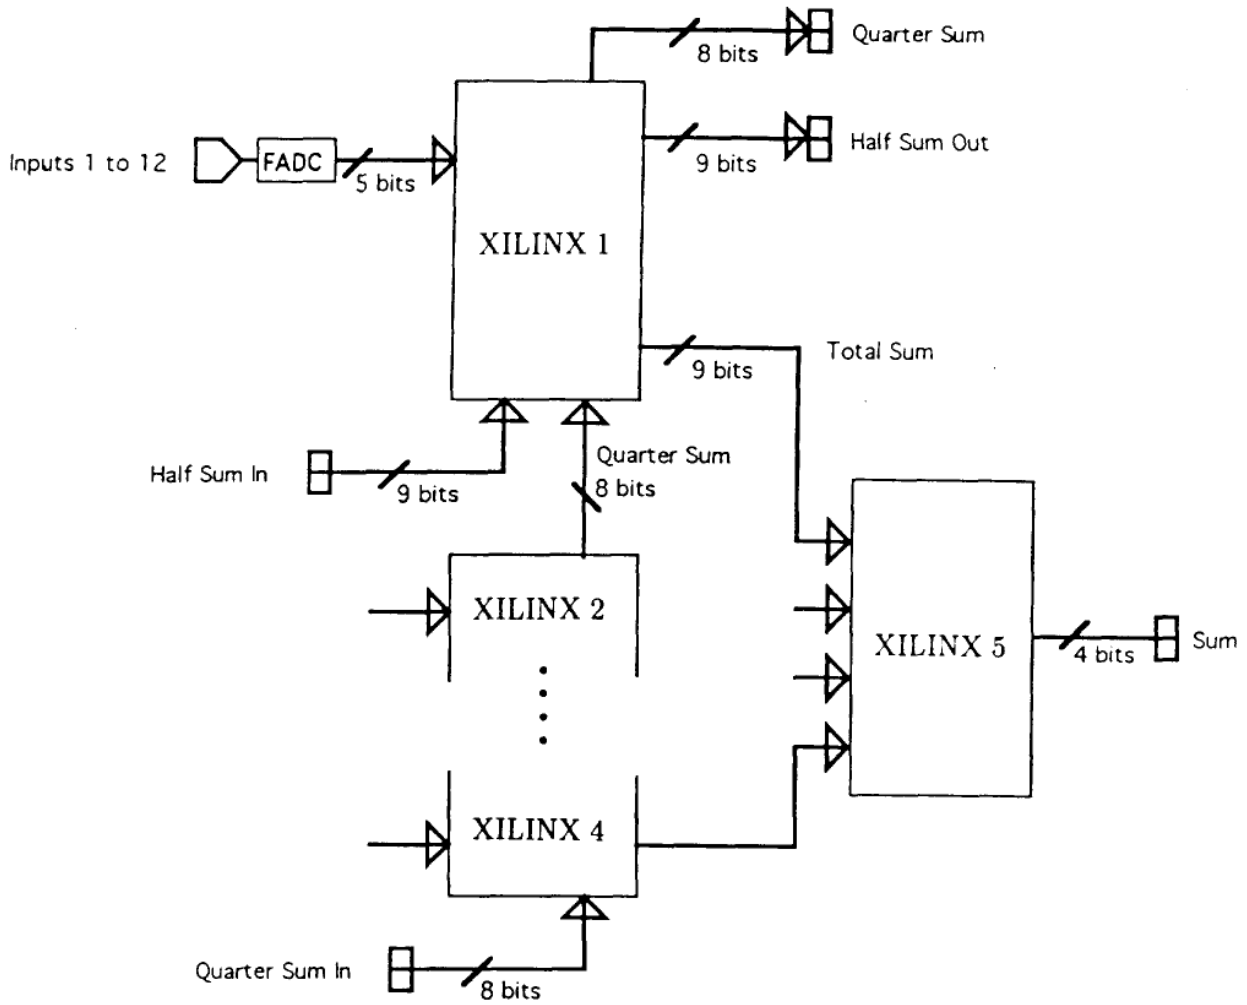 Quarter Sum
8 bits
Half Sum Out
9 bits
Inputs 1 to 12
FADC
5 bits
XILINX 1
Total Sum
9 bits
Half Sum In
9 bits
Quarter Sum
8 bits
XILINX 2
XILINX 5
4 bits
Sum
XILINX 4
Quarter Sum In
8 bits